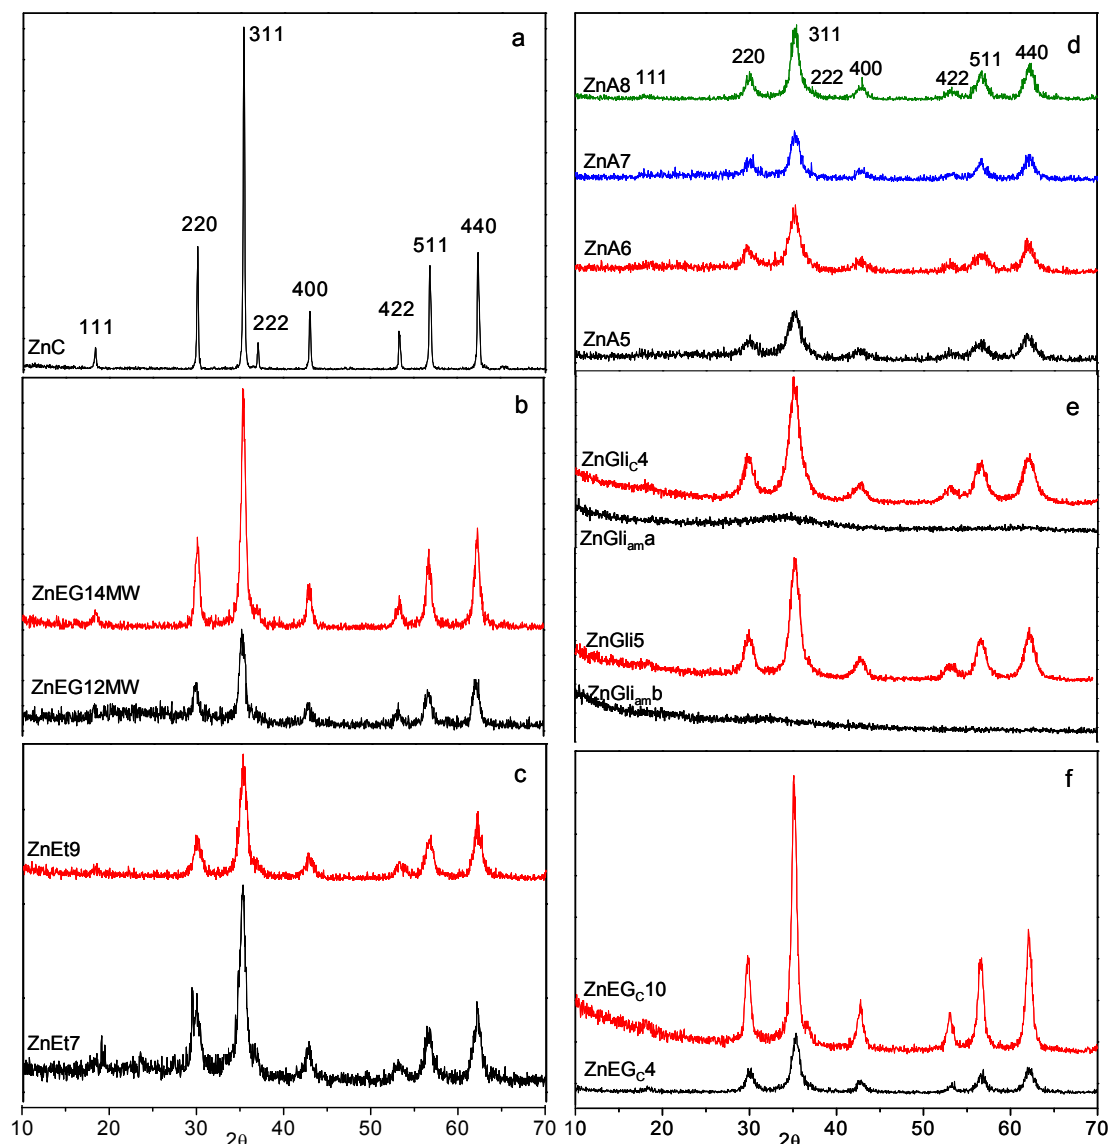 a
311
220
440
511
400
422
222
111
ZnC
b
ZnEG14MW
ZnEG12MW
c
ZnEt9
ZnEt7
10 20 30 40 50 60 70
2θ
d
311
220
440
511
111
222
400
422
ZnA8
ZnA7
ZnA6
ZnA5
e
ZnGliC4
ZnGliama
ZnGli5
ZnGliamb
f
ZnEGC10
ZnEGC4
10 20 30 40 50 60 70
2θ